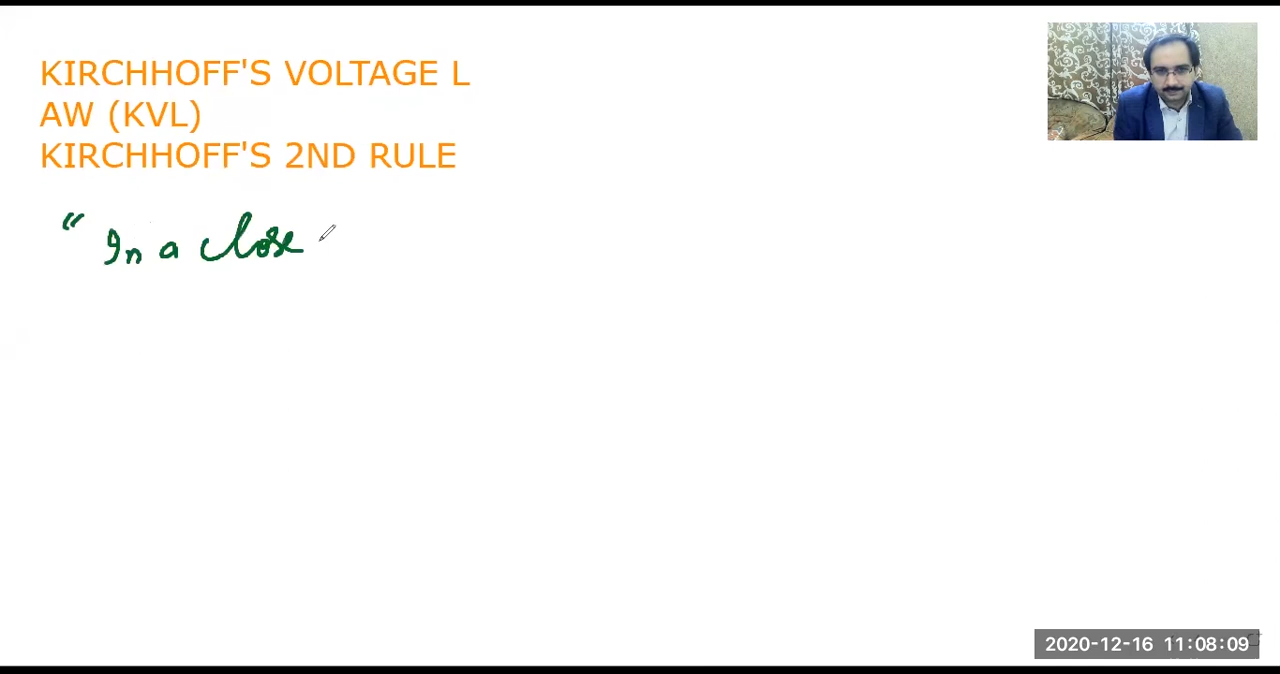 KIRCHHOFF'S VOLTAGE L
AW (KVL)
KIRCHHOFF'S 2ND RULE
" In a close
2020-12-16 11:08:09